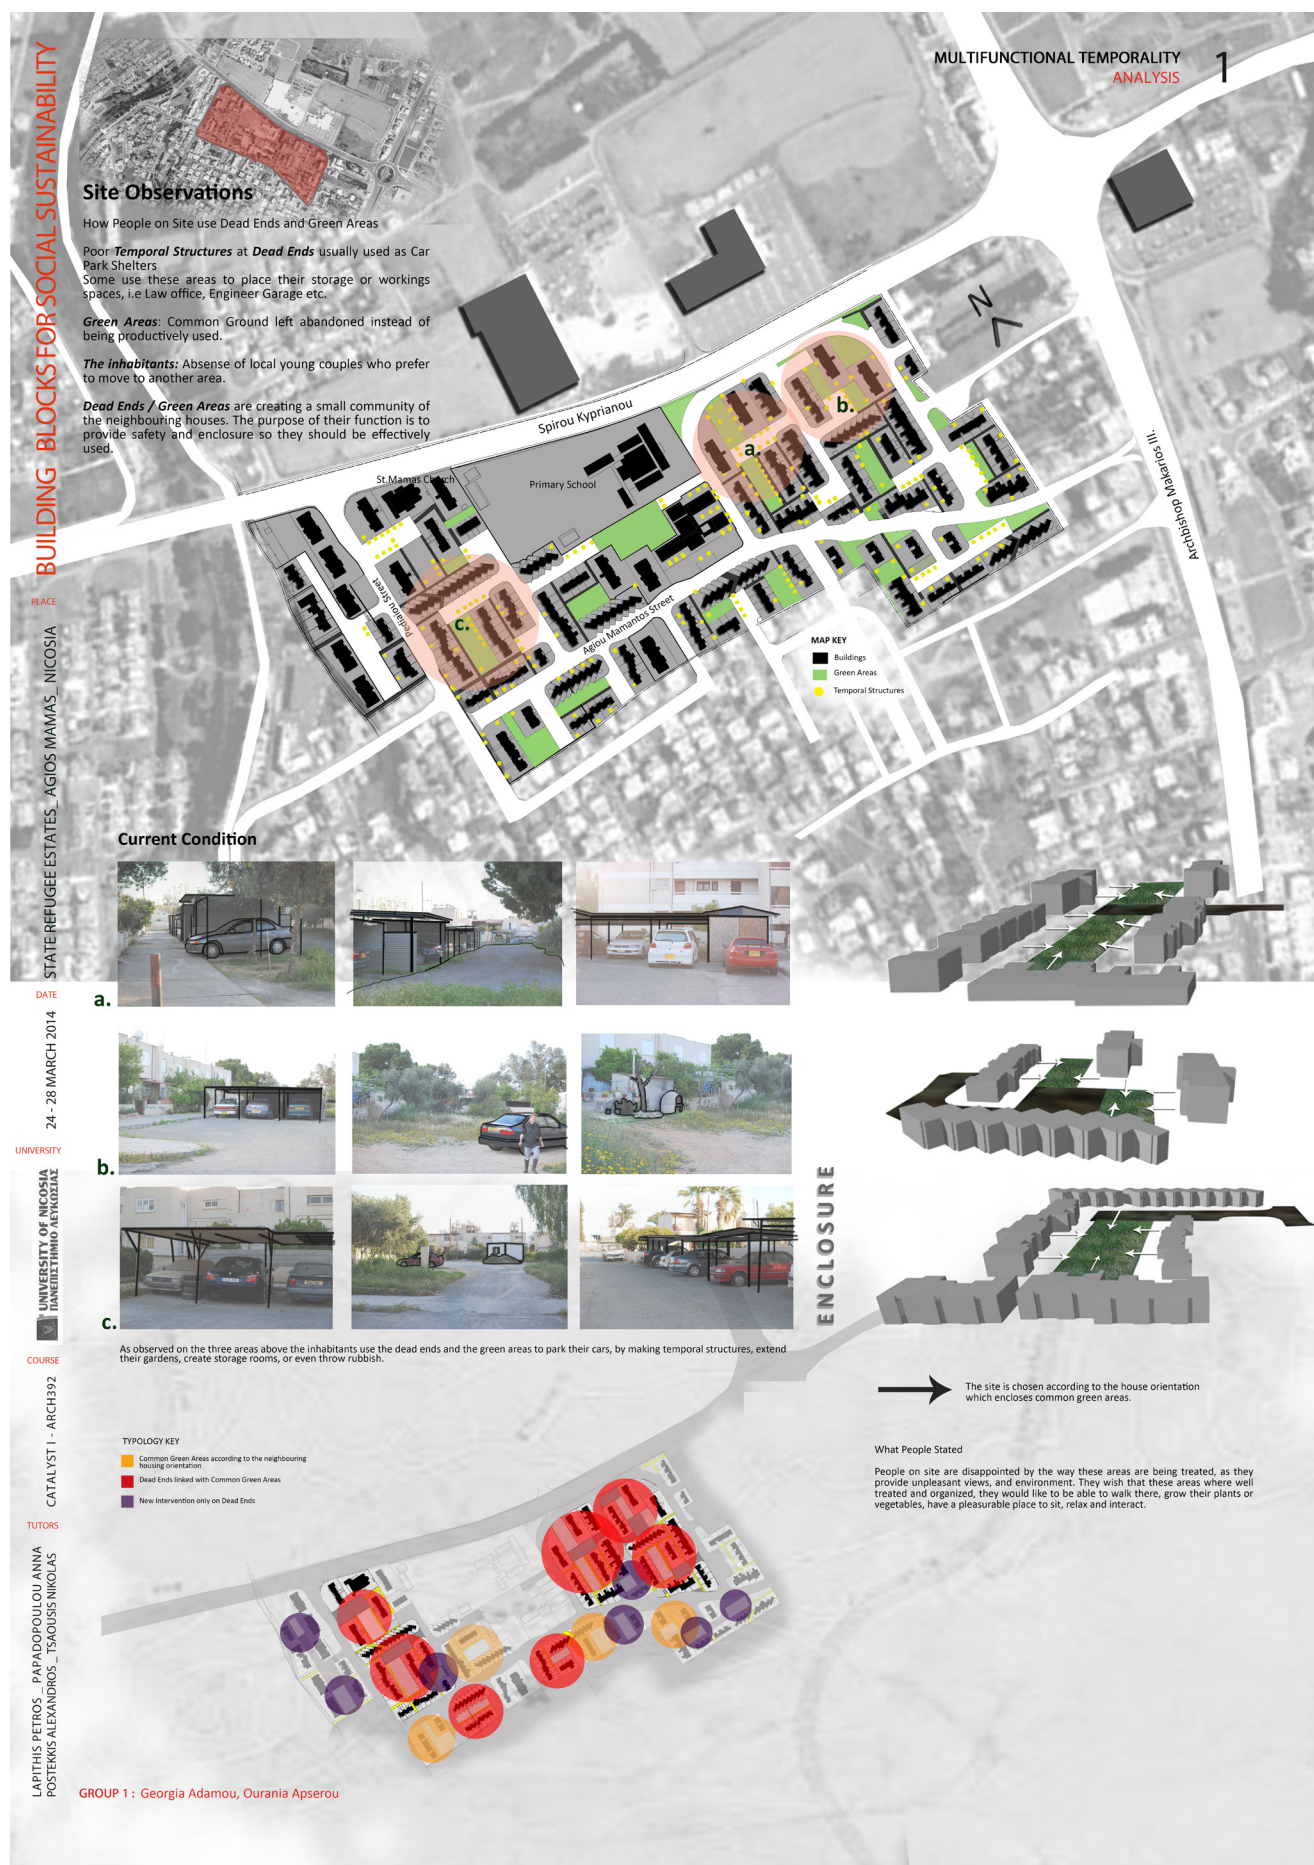 MULTIFUNCTIONAL TEMPORALITY
ANALYSIS
1
BUILDING BLOCKS FOR SOCIAL SUSTAINABILITY
PLACE
STATE REFUGEE ESTATES_ AGIOS MAMAS_ NICOSIA
DATE
24 - 28 MARCH 2014
UNIVERSITY
UNIVERSITY OF NICOSIA
ΠΑΝΕΠΙΣΤΗΜΙΟ ΛΕΥΚΩΣΙΑΣ
COURSE
CATALYST I - ARCH392
TUTORS
LAPITHIS PETROS _ PAPADOPOULOU ANNA
POSTEKKIS ALEXANDROS_ TSAOUSIS NIKOLAS
Site Observations
How People on Site use Dead Ends and Green Areas
Poor Temporal Structures at Dead Ends usually used as Car
Park Shelters
Some use these areas to place their storage or workings
spaces, i.e Law office, Engineer Garage etc.
Green Areas: Common Ground left abandoned instead of
being productively used.
The inhabitants: Absense of local young couples who prefer
to move to another area.
Dead Ends / Green Areas are creating a small community of
the neighbouring houses. The purpose of their function is to
provide safety and enclosure so they should be effectively
used.
N
Spirou Kyprianou
St.Mamas Church
Primary School
Pediaiou Street
Agiou Mamantos Street
Archbishop Makarios III.
a.
b.
c.
MAP KEY
Buildings
Green Areas
Temporal Structures
Current Condition
a.
b.
c.
ENCLOSURE
As observed on the three areas above the inhabitants use the dead ends and the green areas to park their cars, by making temporal structures, extend
their gardens, create storage rooms, or even throw rubbish.
The site is chosen according to the house orientation
which encloses common green areas.
TYPOLOGY KEY
Common Green Areas according to the neighbouring
housing orientation
Dead Ends linked with Common Green Areas
New Intervention only on Dead Ends
What People Stated
People on site are disappointed by the way these areas are being treated, as they
provide unpleasant views, and environment. They wish that these areas where well
treated and organized, they would like to be able to walk there, grow their plants or
vegetables, have a pleasurable place to sit, relax and interact.
GROUP 1 : Georgia Adamou, Ourania Apserou